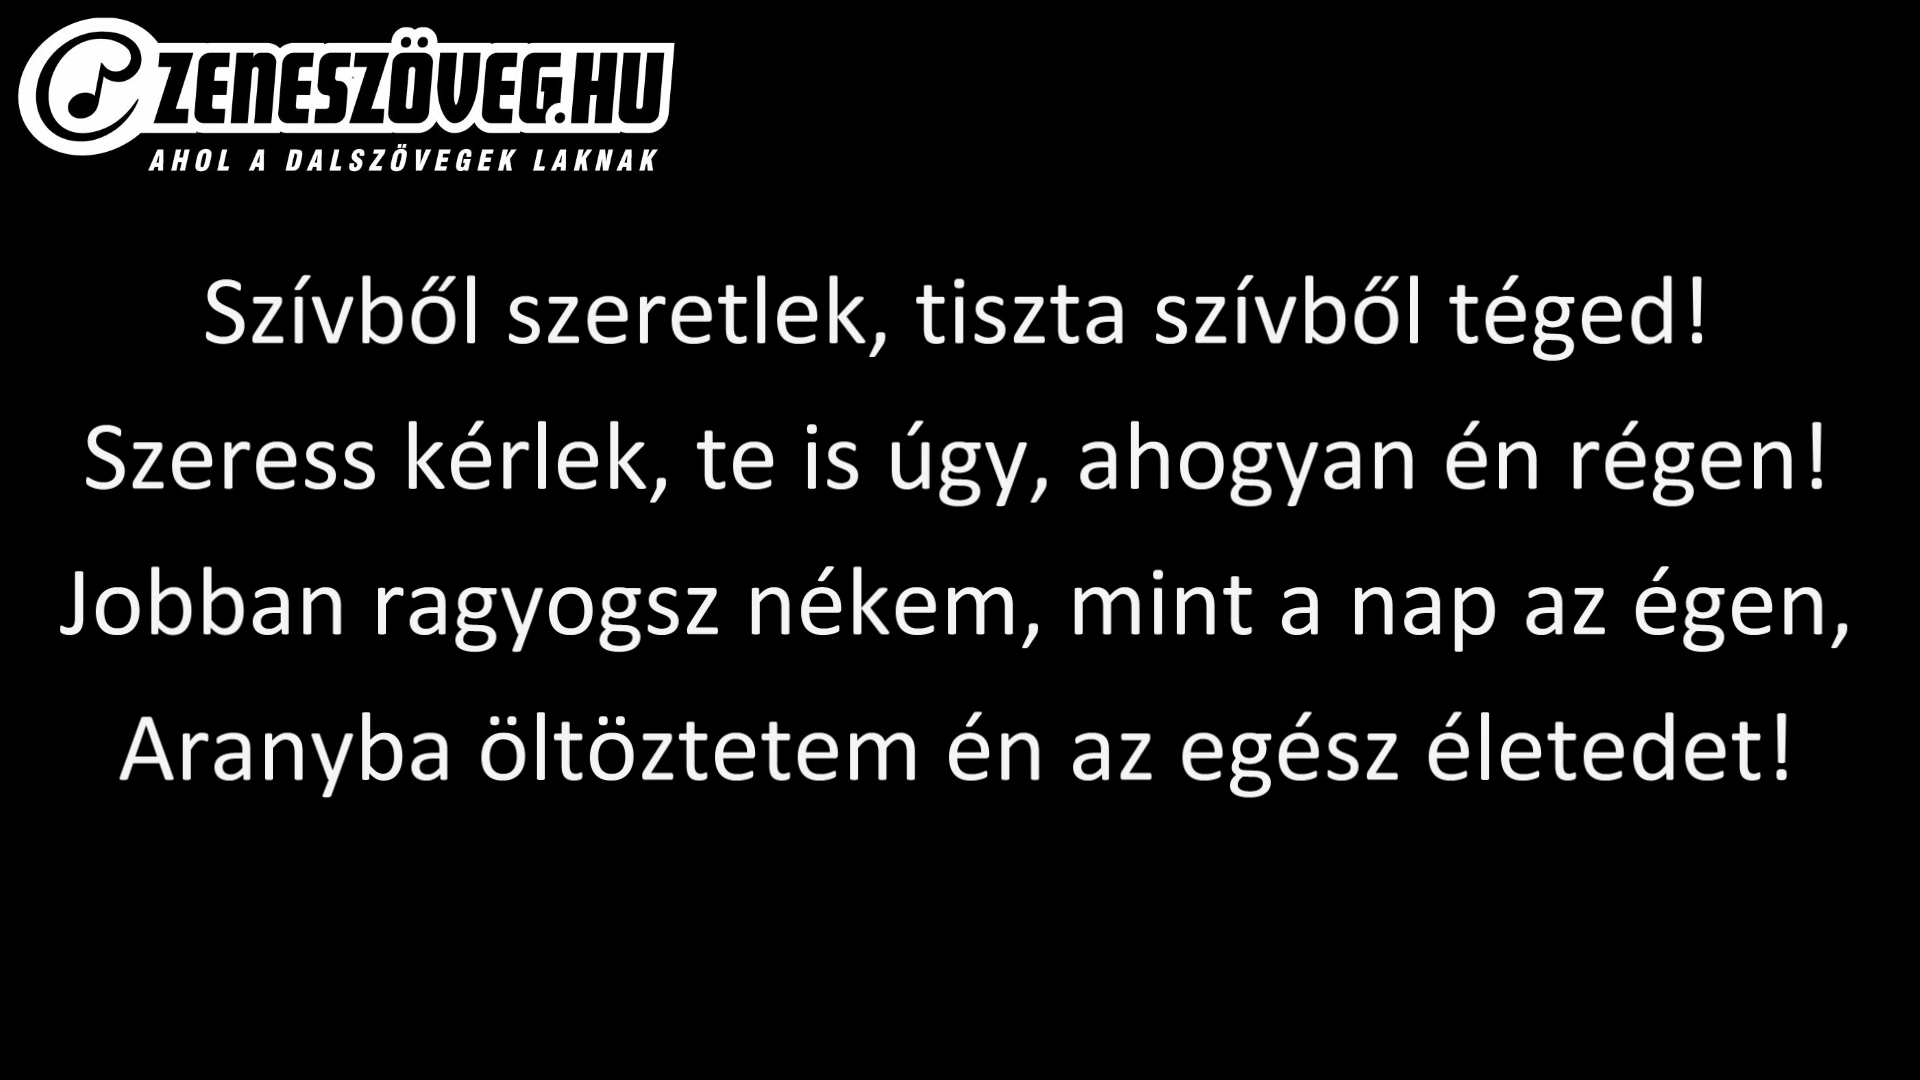 ZENESZÖVEG.HU
AHOL A DALSZÖVEGEK LAKNAK
Szívből szeretlek, tiszta szívből téged!
Szeress kérlek, te is úgy, ahogyan én régen!
Jobban ragyogsz nékem, mint a nap az égen,
Aranyba öltöztetem én az egész életedet!